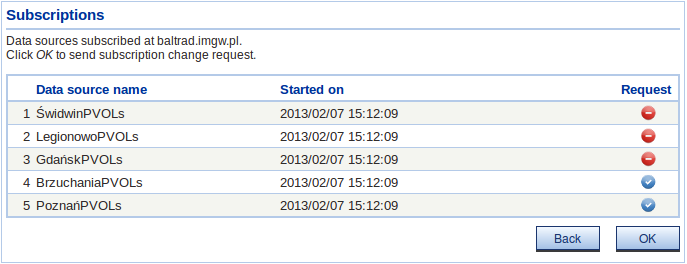 Subscriptions
Data sources subscribed at baltrad.imgw.pl.
Click OK to send subscription change request.
Data source name Started on Request
1 ŚwidwinPVOLs 2013/02/07 15:12:09
2 LegionowoPVOLs 2013/02/07 15:12:09
3 GdańskPVOLs 2013/02/07 15:12:09
4 BrzuchaniaPVOLs 2013/02/07 15:12:09
5 PoznańPVOLs 2013/02/07 15:12:09
Back OK